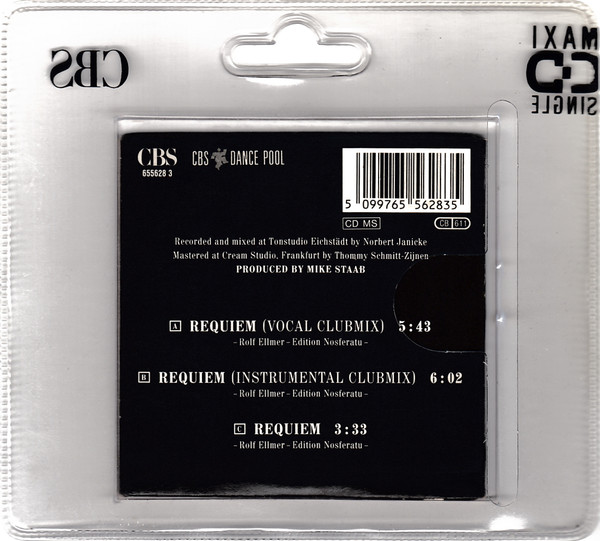 CBS
MAXI
CD
SINGLE
CBS CBS DANCE POOL
655628 3
5 099765 562835
CD MS CB 611
Recorded and mixed at Tonstudio Eichstädt by Norbert Janicke
Mastered at Cream Studio, Frankfurt by Thommy Schmitt-Zijnen
PRODUCED BY MIKE STAAB
A REQUIEM (VOCAL CLUBMIX) 5:43
– Rolf Ellmer – Edition Nosferatu –
B REQUIEM (INSTRUMENTAL CLUBMIX) 6:02
– Rolf Ellmer – Edition Nosferatu –
C REQUIEM 3:33
– Rolf Ellmer – Edition Nosferatu –